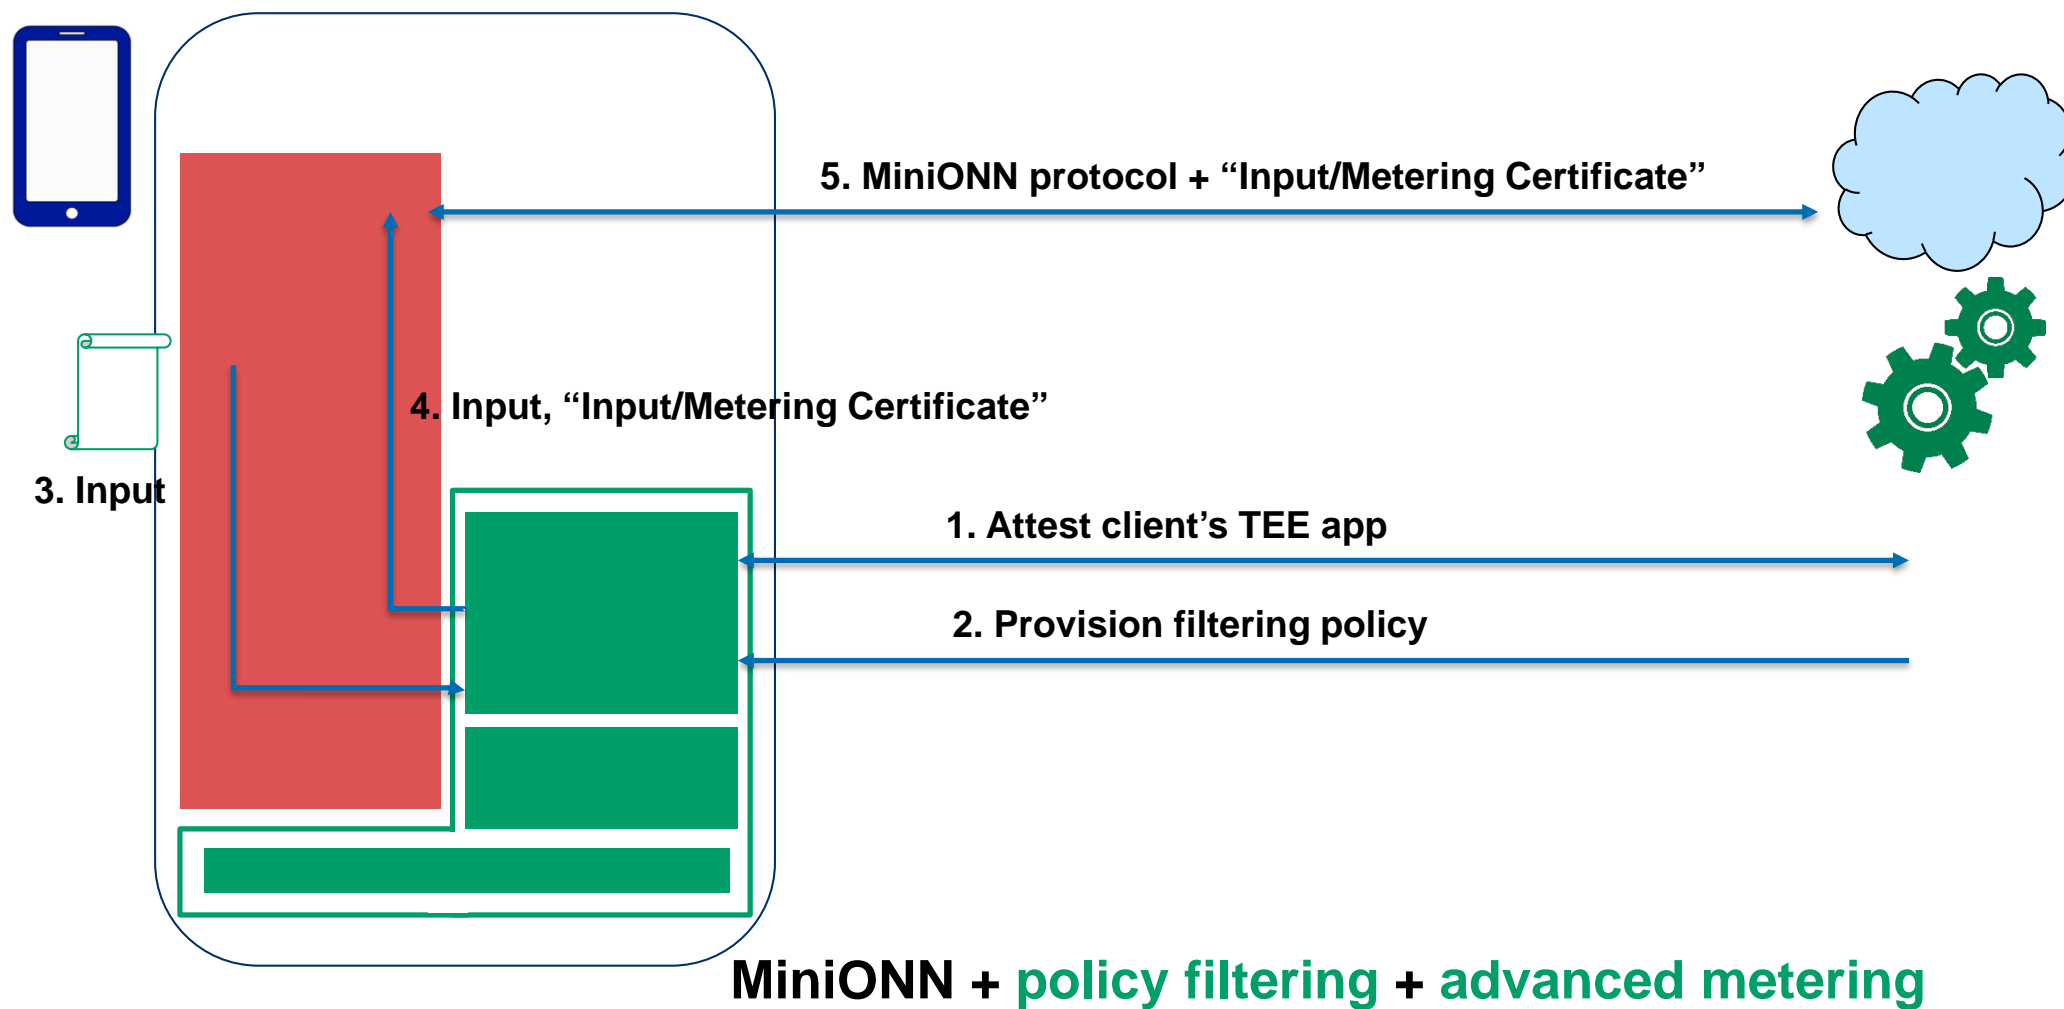 5. MiniONN protocol + “Input/Metering Certificate”
4. Input, “Input/Metering Certificate”
3. Input
1. Attest client’s TEE app
2. Provision filtering policy
MiniONN + policy filtering + advanced metering